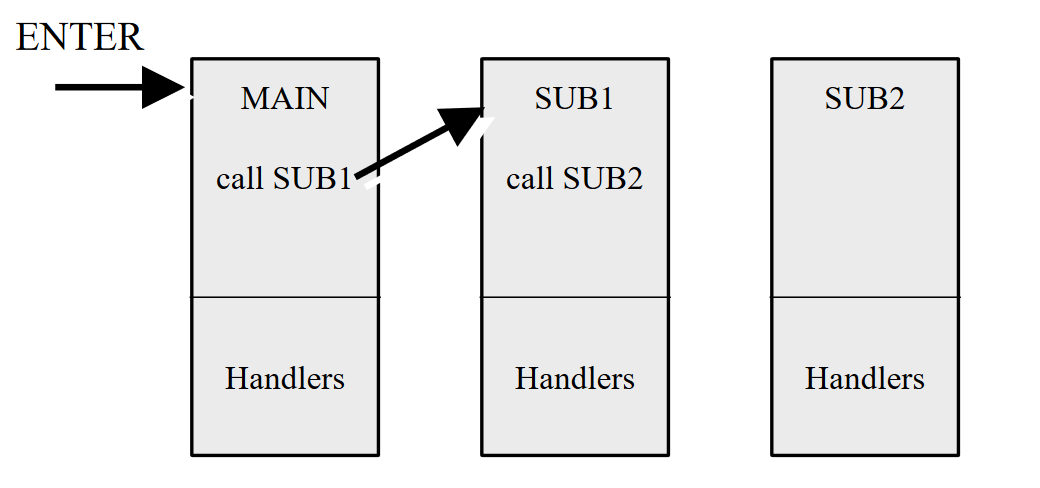 ENTER
MAIN
call SUB1
Handlers
SUB1
call SUB2
Handlers
SUB2
Handlers